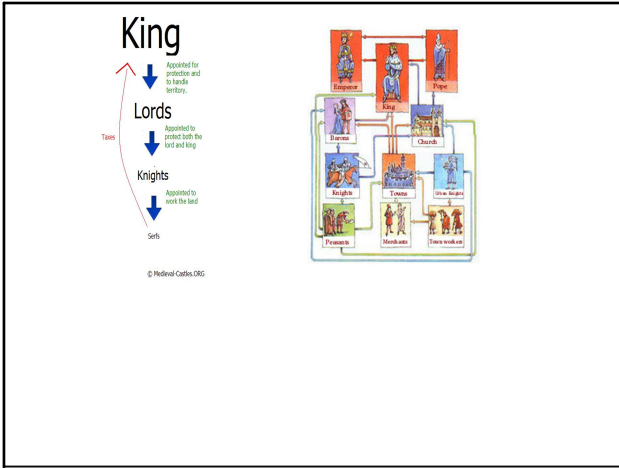 King
Appointed for
protection and
to handle
territory.
Lords
Taxes
Appointed to
protect both the
lord and king
Knights
Appointed to
work the land
Serfs
© Medieval-Castles.ORG
Emperor
King
Pope
Barons
Church
Knights
Towns
Urban Knights
Peasants
Merchants
Town workers